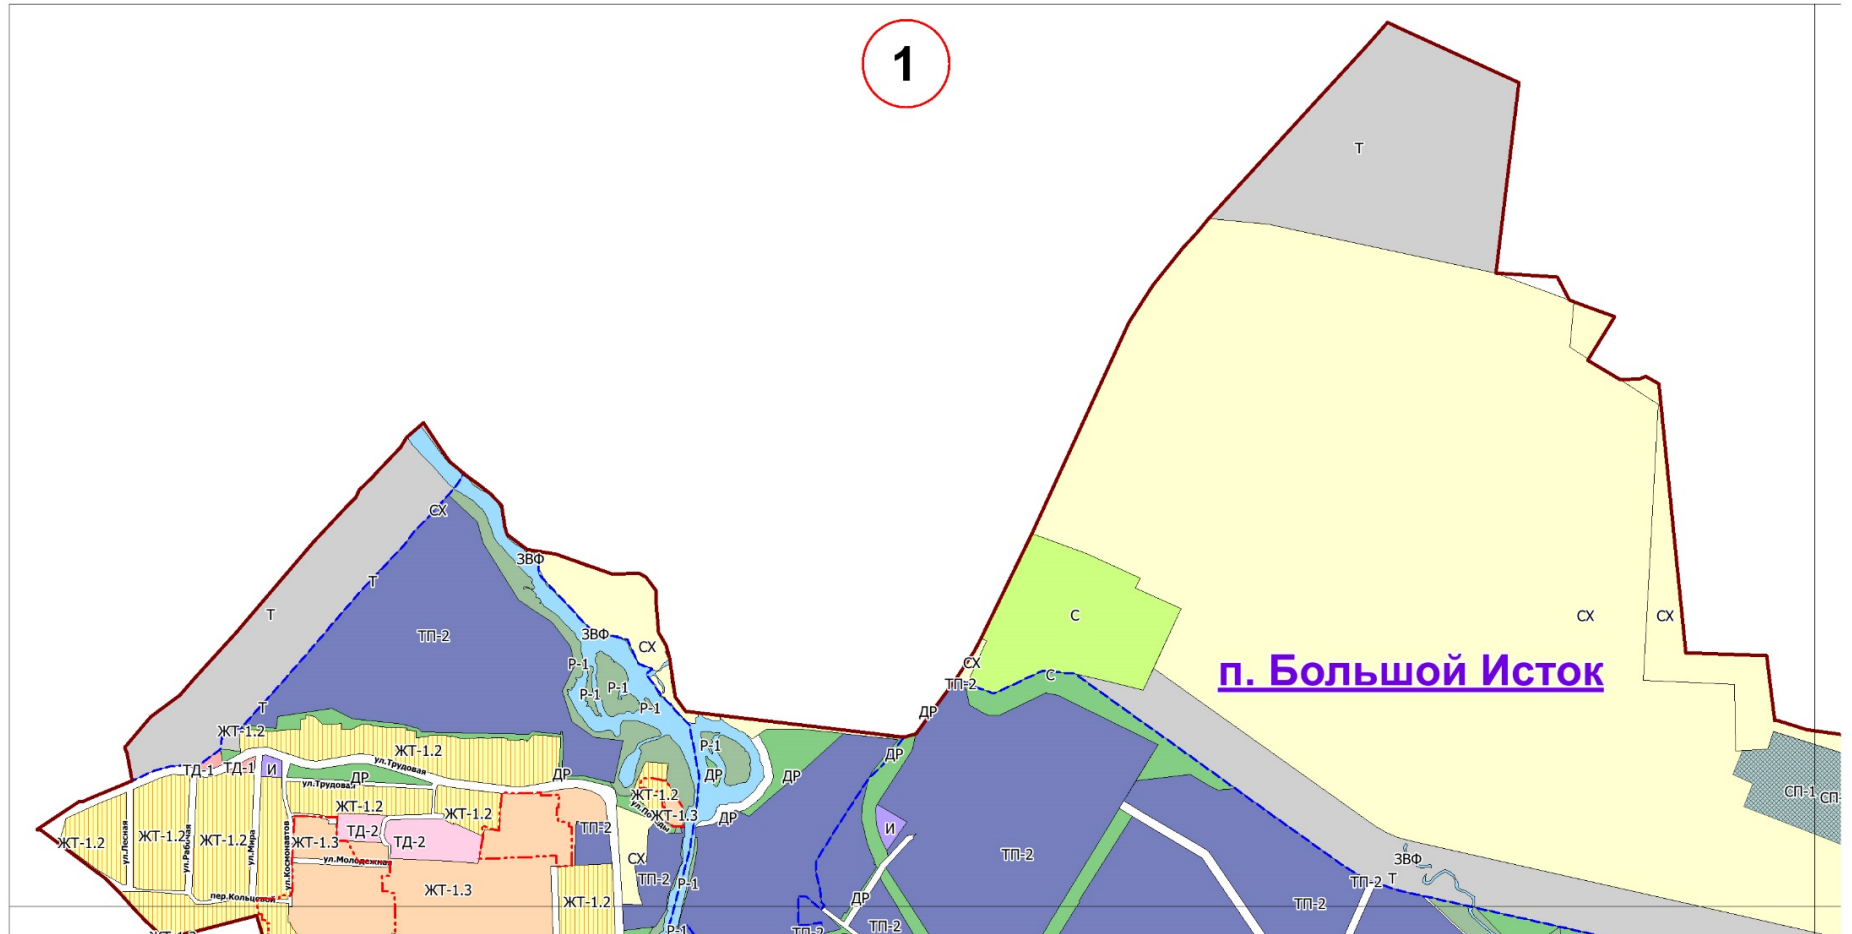 1
Т
СХ
Т
Т
ТП-2
ЗВФ
ЗВФ
СХ
Р-1
Р-1
Р-1
Р-1
С
СХ
СХ
СХ
С
ТП-2
п. Большой Исток
Т
ДР
ЖТ-1.2
ЖТ-1.2
ул.Трудовая
Р-1
ДР
ТД-1
ТД-1
И
ДР
ул.Трудовая
ДР
ДР
ДР
СП-1
ЖТ-1.2
ЖТ-1.2
ЖТ-1.2
ЖТ-1.3
ДР
ТП-2
И
ТД-2
ТД-2
ЖТ-1.2
ЖТ-1.2
ЖТ-1.2
ЖТ-1.3
ул.Лесная
ул.Рабочая
ул.Мира
ул.Космонавтов
ул.Молодежная
СХ
ТП-2
ЗВФ
ТП-2
Т
ТП-2
Р-1
ЖТ-1.3
ЖТ-1.2
пер.Кольцевой
ДР
ТП-2
ТП-2
Р-1
ТП-2